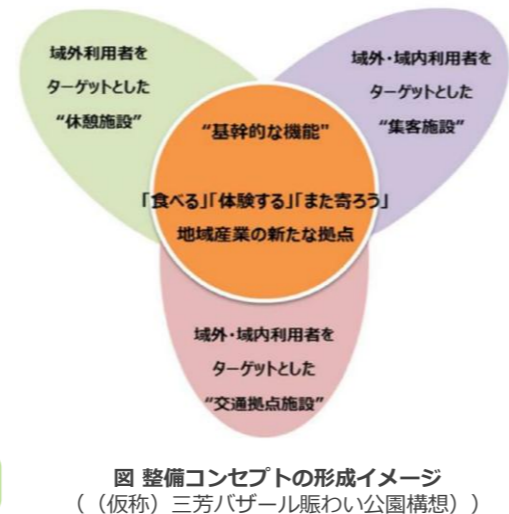 域外利用者を
ターゲットとした
“休憩施設”
域外・域内利用者を
ターゲットとした
“集客施設”
“基幹的な機能”
「食べる」「体験する」「また寄ろう」
地域産業の新たな拠点
域外・域内利用者を
ターゲットとした
“交通拠点施設”
図 整備コンセプトの形成イメージ
（（仮称）三芳バザール賑わい公園構想））